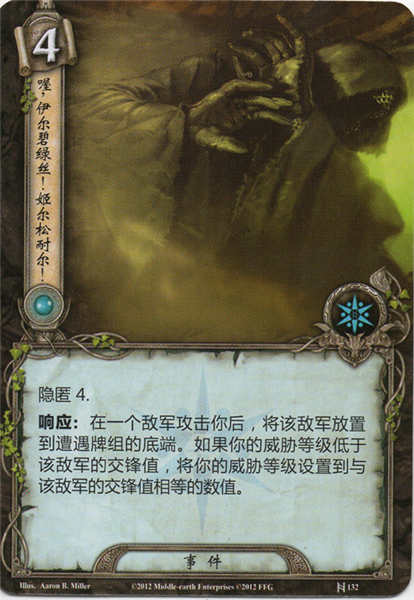 4
喔，伊尔碧绿丝！姬尔松耐尔！
隐匿 4.
响应：在一个敌军攻击你后，将该敌军放置
到遭遇牌组的底端。如果你的威胁等级低于
该敌军的交锋值，将你的威胁等级设置到与
该敌军的交锋值相等的数值。
事件
Illus. Aaron B. Miller
©2012 Middle-earth Enterprises ©2012 FFG
132